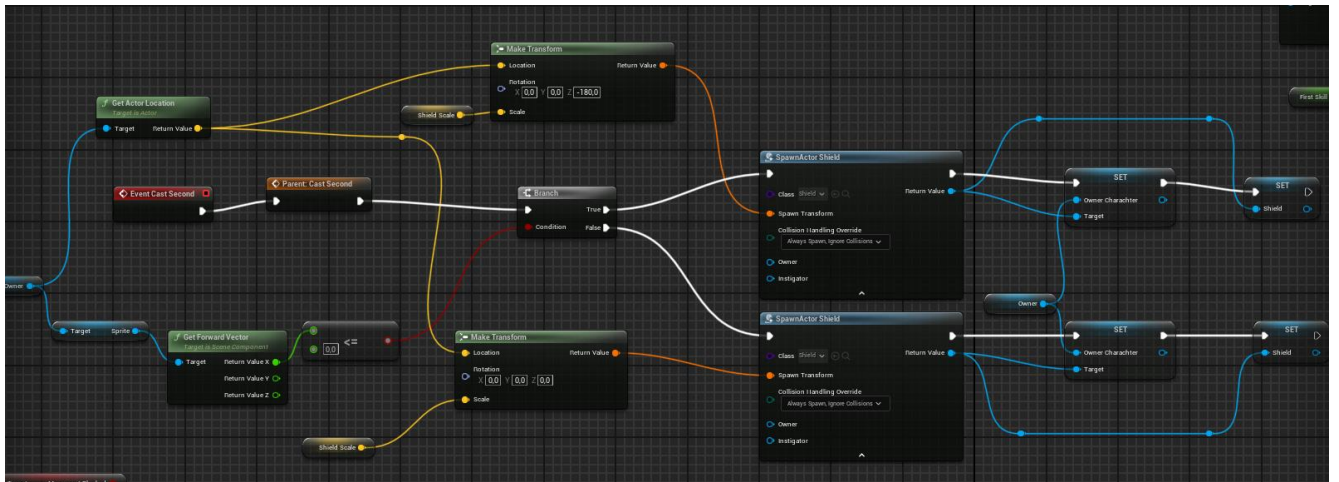 Make Transform
Location
Return Value
Rotation
X 0,0 Y 0,0 Z -180,0
Scale
Shield Scale
Get Actor Location
Target is Actor
Target
Return Value
First Skill
Event Cast Second
Parent: Cast Second
Branch
True
Condition
False
SpawnActor Shield
Class Shield
Return Value
Spawn Transform
Collision Handling Override
Always Spawn, Ignore Collisions
Owner
Instigator
SET
Owner Charachter
Target
SET
Shield
Owner
Target
Sprite
Get Forward Vector
Target is Scene Component
Target
Return Value X
Return Value Y
Return Value Z
0,0 <=
Make Transform
Location
Return Value
Rotation
X 0,0 Y 0,0 Z 0,0
Scale
Shield Scale
SpawnActor Shield
Class Shield
Return Value
Spawn Transform
Collision Handling Override
Always Spawn, Ignore Collisions
Owner
Instigator
Owner
SET
Owner Charachter
Target
SET
Shield